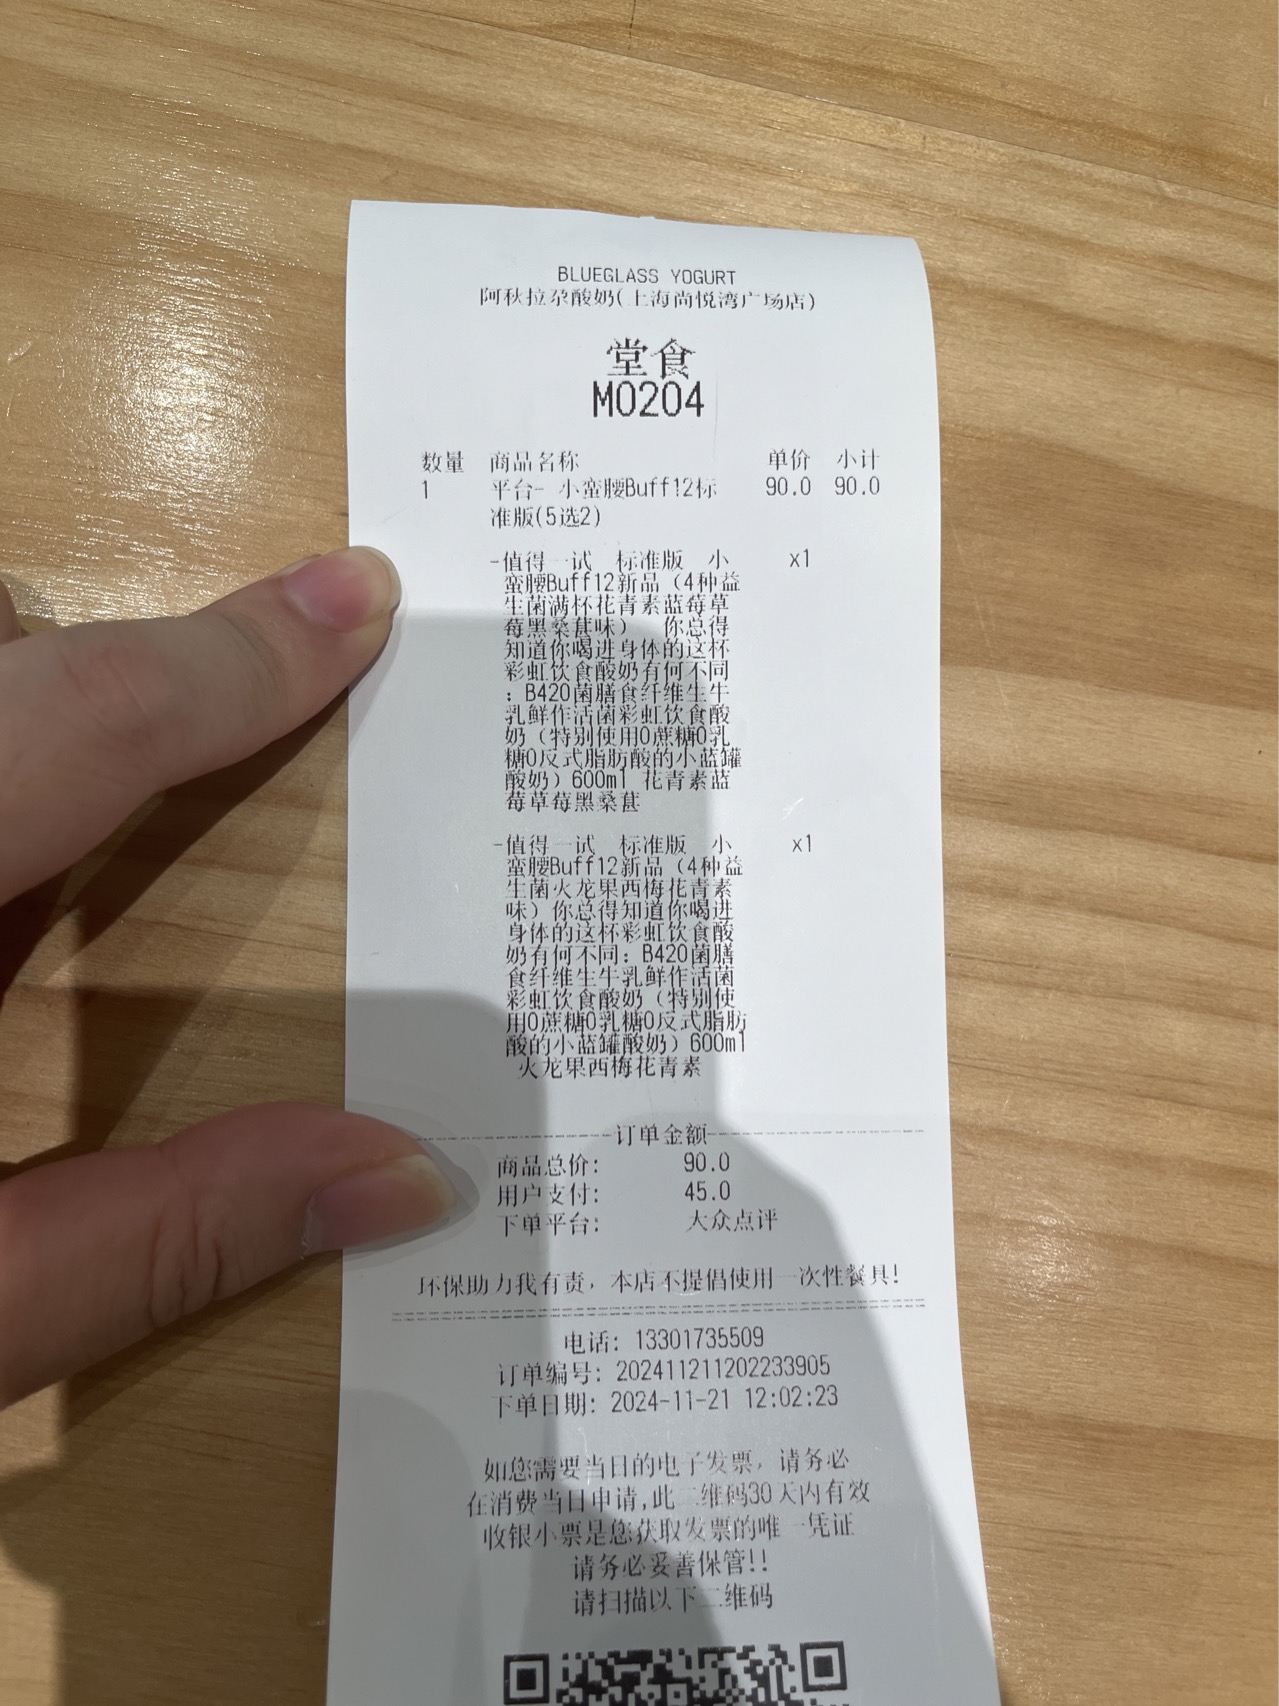 BLUEGLASS YOGURT
阿秋拉尕酸奶(上海尚悦湾广场店)
堂食
M0204
数量 商品名称 单价 小计
1 平台- 小蛮腰Buff12标 90.0 90.0
准版(5选2)
-值得一试 标准版 小 x1
蛮腰Buff12新品（4种益
生菌满杯花青素蓝莓草
莓黑桑葚味） 你总得
知道你喝进身体的这杯
彩虹饮食酸奶有何不同
：B420菌膳食纤维生牛
乳鲜作活菌彩虹饮食酸
奶（特别使用0蔗糖0乳
糖0反式脂肪酸的小蓝罐
酸奶）600ml 花青素蓝
莓草莓黑桑葚
-值得一试 标准版 小 x1
蛮腰Buff12新品（4种益
生菌火龙果西梅花青素
味）你总得知道你喝进
身体的这杯彩虹饮食酸
奶有何不同：B420菌膳
食纤维生牛乳鲜作活菌
彩虹饮食酸奶（特别使
用0蔗糖0乳糖0反式脂肪
酸的小蓝罐酸奶）600ml
火龙果西梅花青素
订单金额
商品总价: 90.0
用户支付: 45.0
下单平台: 大众点评
环保助力我有责，本店不提倡使用一次性餐具!
电话: 13301735509
订单编号: 202411211202233905
下单日期: 2024-11-21 12:02:23
如您需要当日的电子发票，请务必
在消费当日申请,此二维码30天内有效
收银小票是您获取发票的唯一凭证
请务必妥善保管!!
请扫描以下二维码